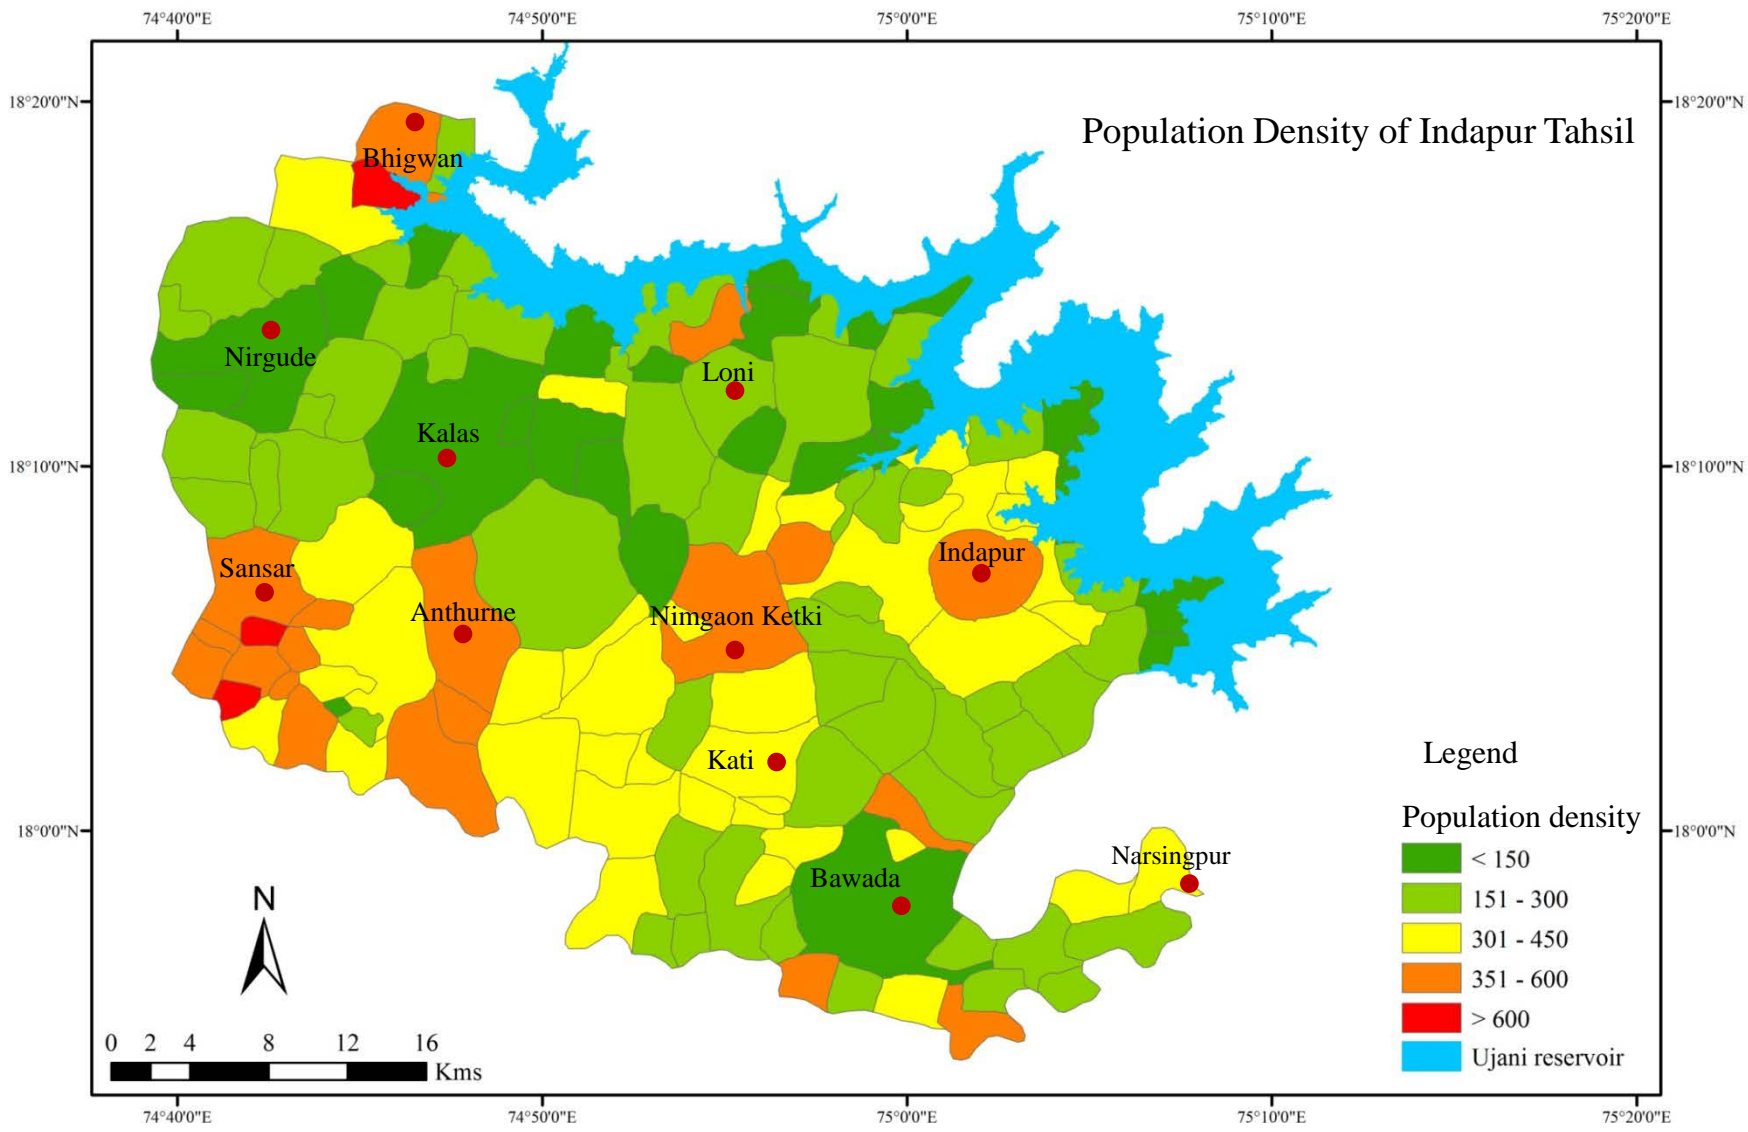 74°40'0"E 74°50'0"E 75°0'0"E 75°10'0"E 75°20'0"E
18°20'0"N 18°20'0"N
Population Density of Indapur Tahsil
Bhigwan
Nirgude
Loni
Kalas
18°10'0"N 18°10'0"N
Indapur
Sansar
Anthurne
Nimgaon Ketki
Kati
Legend
Population density
18°0'0"N 18°0'0"N
Narsingpur
< 150
Bawada
151 - 300
N
301 - 450
351 - 600
> 600
0 2 4 8 12 16
Kms
Ujani reservoir
74°40'0"E 74°50'0"E 75°0'0"E 75°10'0"E 75°20'0"E